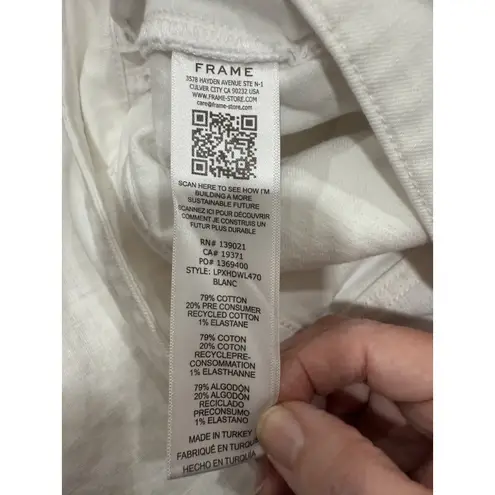 FRAME
3578 HAYDEN AVENUE STE N-1
CULVER CITY CA 90232 USA
WWW.FRAME-STORE.COM
care@frame-store.com
SCAN HERE TO SEE HOW I'M
BUILDING A MORE
SUSTAINABLE FUTURE
SCANNEZ ICI POUR DÉCOUVRIR
COMMENT JE CONSTRUIS UN
FUTUR PLUS DURABLE
RN# 139021
CA# 19371
PO# 1369400
STYLE: LPXHDWL470
BLANC
79% COTTON
20% PRE CONSUMER
RECYCLED COTTON
1% ELASTANE
79% COTON
20% COTON
RECYCLEPRE-
CONSOMMATION
1% ELASTHANNE
79% ALGODÓN
20% ALGODÓN
RECICLADO
PRECONSUMO
1% ELASTANO
MADE IN TURKEY
FABRIQUÉ EN TURQUIE
HECHO EN TURQUÍA